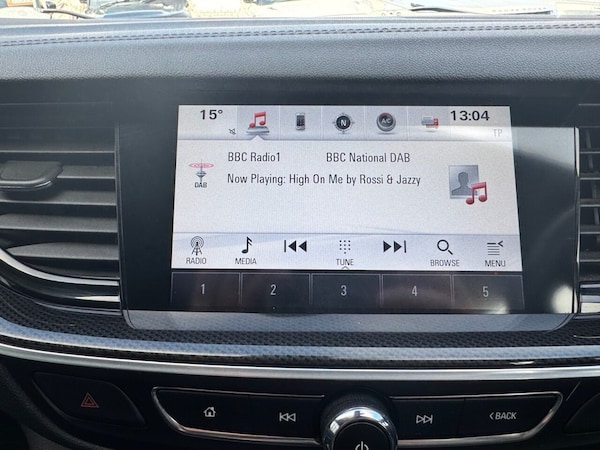 15° 13:04
N A/C TP
BBC Radio1 BBC National DAB
DAB
Now Playing: High On Me by Rossi & Jazzy
RADIO MEDIA TUNE BROWSE MENU
1 2 3 4 5
BACK